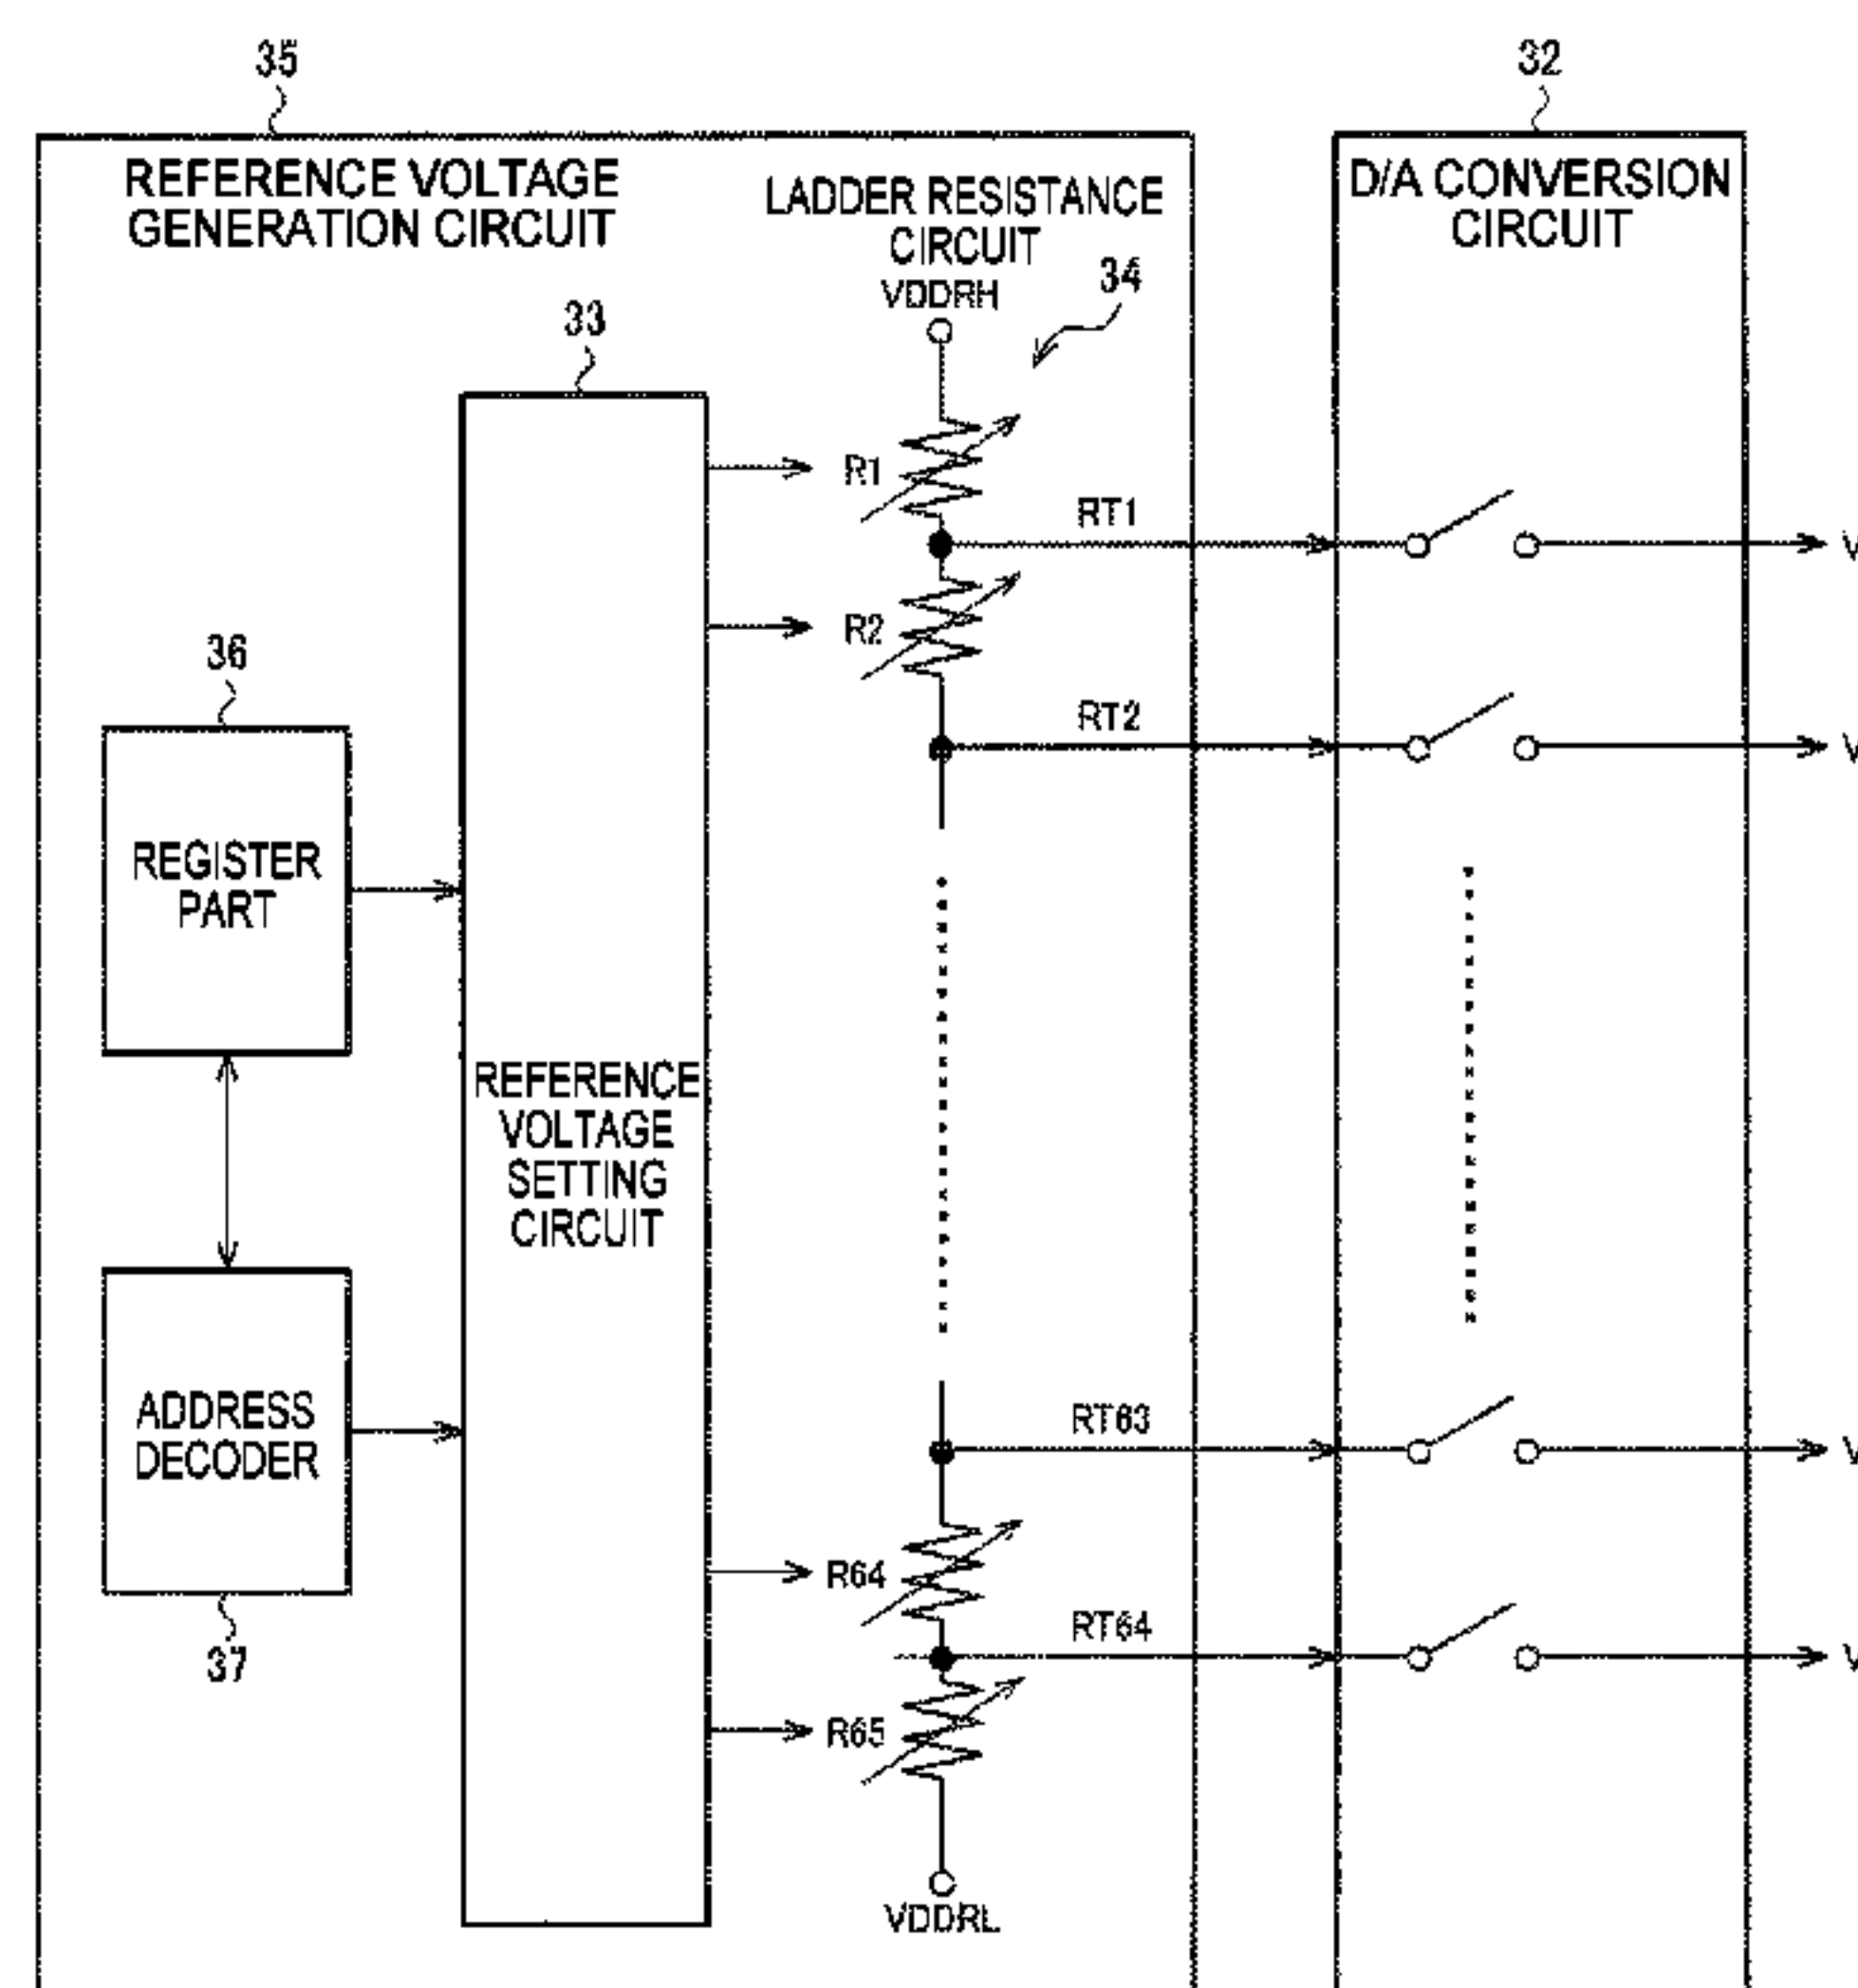 35
32
REFERENCE VOLTAGE
GENERATION CIRCUIT
LADDER RESISTANCE
CIRCUIT
D/A CONVERSION
CIRCUIT
VDDRH
34
33
R1
RT1
V
R2
36
RT2
V
REGISTER
PART
REFERENCE
VOLTAGE
SETTING
CIRCUIT
ADDRESS
DECODER
RT63
V
R64
RT64
V
37
R65
VDDRL